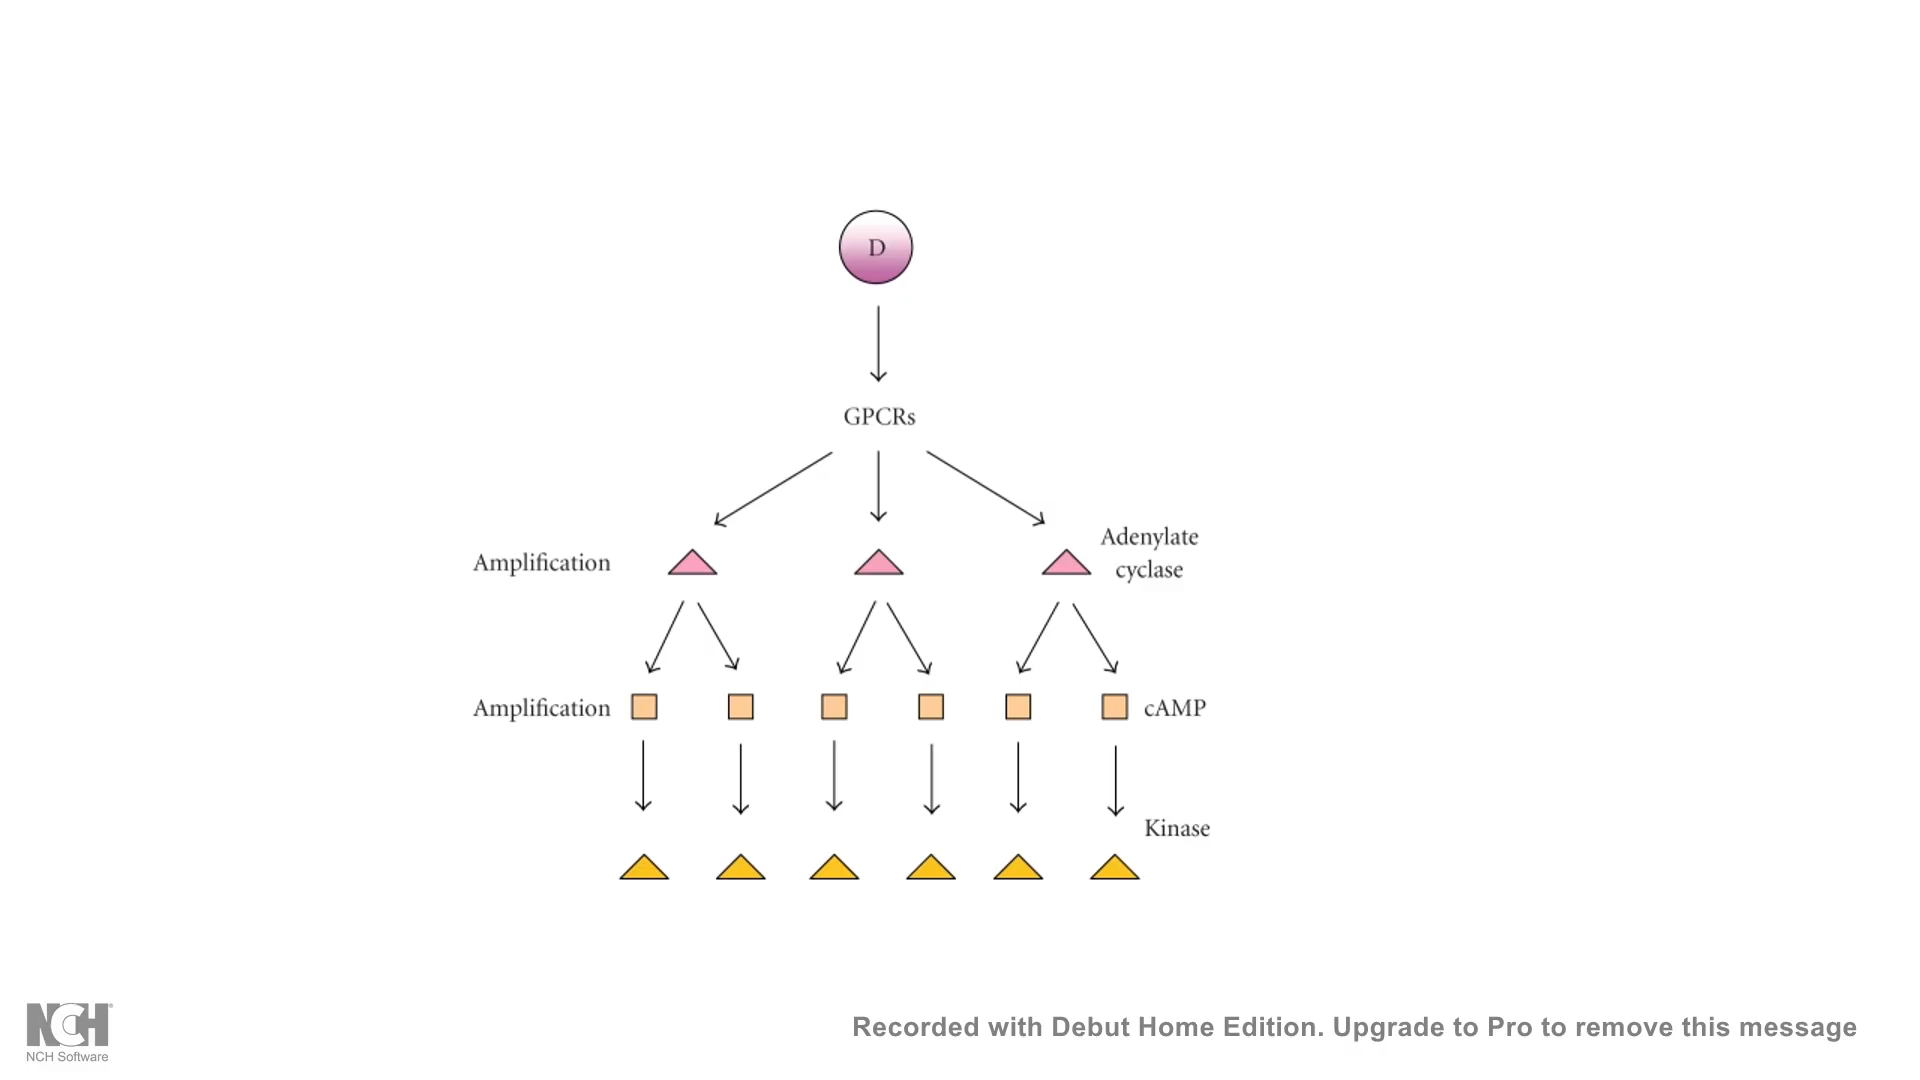 D
GPCRs
Adenylate
cyclase
Amplification
Amplification
cAMP
Kinase
NCH
NCH Software
Recorded with Debut Home Edition. Upgrade to Pro to remove this message